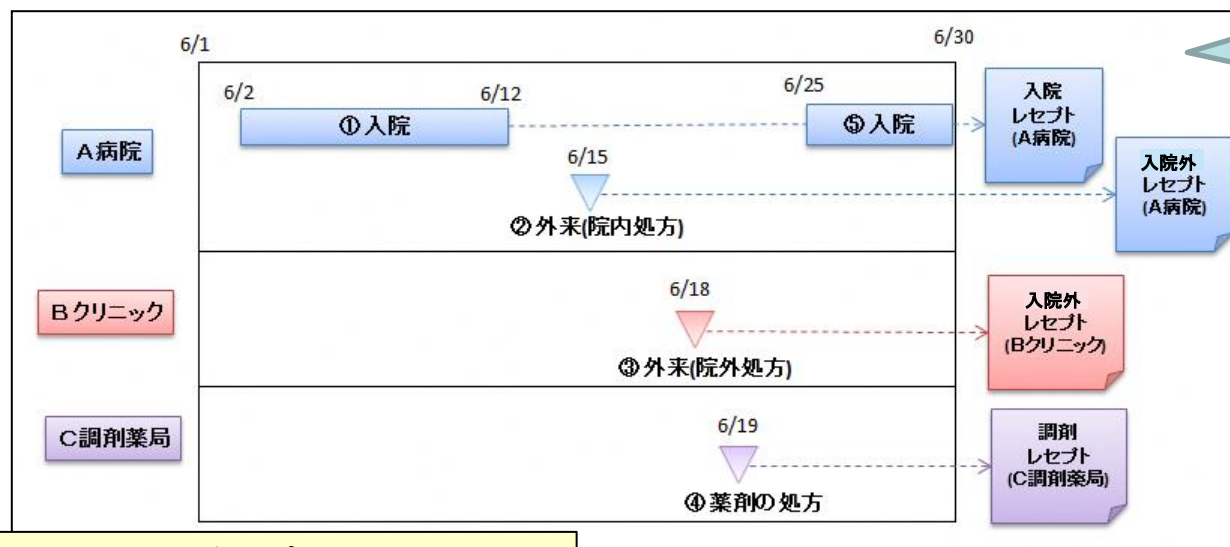 6/1
6/30
A病院
6/2
6/12
6/25
①入院
⑤入院
入院
レセプト
(A病院)
6/15
②外来(院内処方)
入院外
レセプト
(A病院)
Bクリニック
6/18
③外来(院外処方)
入院外
レセプト
(Bクリニック)
C調剤薬局
6/19
④薬剤の処方
調剤
レセプト
(C調剤薬局)